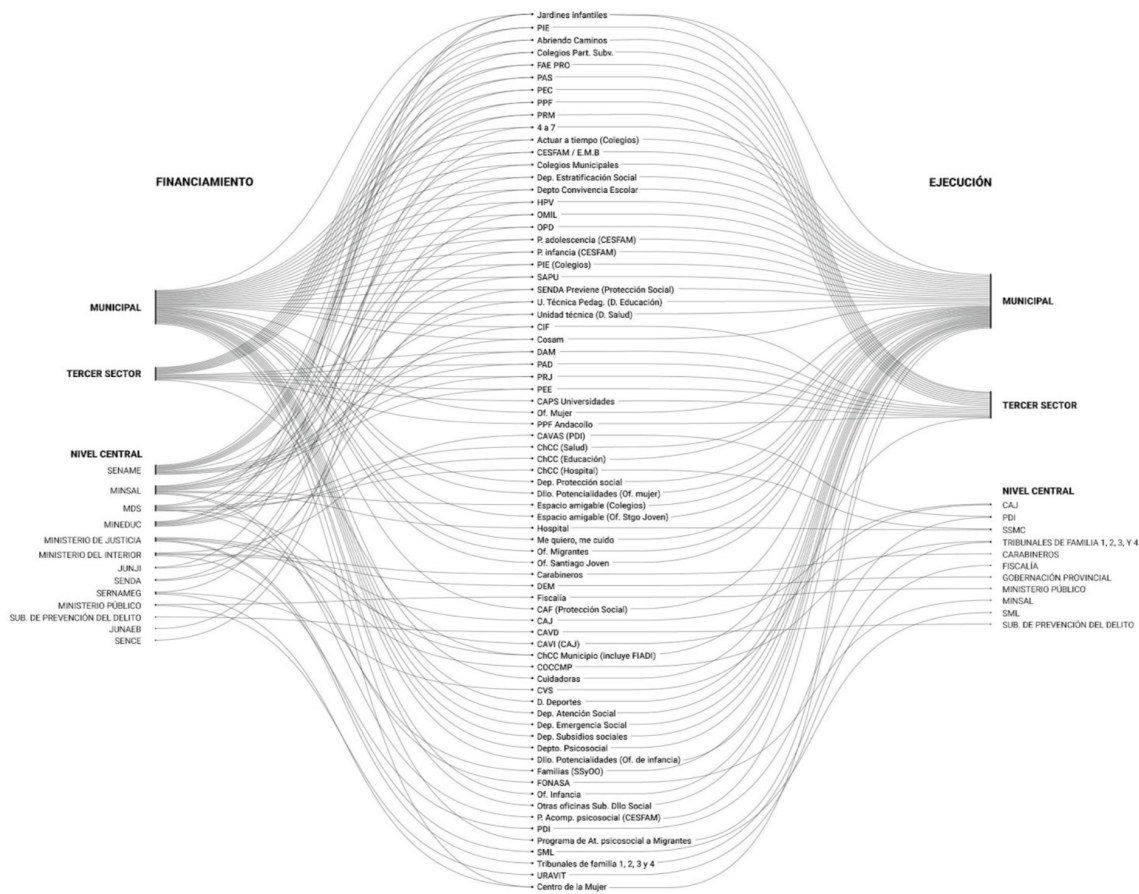 FINANCIAMIENTO
MUNICIPAL
TERCER SECTOR
NIVEL CENTRAL
SENAME
MINSAL
MDS
MINEDUC
MINISTERIO DE JUSTICIA
MINISTERIO DEL INTERIOR
JUNJI
SENDA
SERNAMEG
MINISTERIO PÚBLICO
SUB. DE PREVENCIÓN DEL DELITO
JUNAEB
SENCE
Jardines infantiles
PIE
Abriendo Caminos
Colegios Part. Subv.
FAE PRO
PAS
PEC
PPF
PRM
4 a 7
Actuar a tiempo (Colegios)
CESFAM / E.M.B
Colegios Municipales
Dep. Estratificación Social
Depto Convivencia Escolar
HPV
OMIL
OPD
P. adolescencia (CESFAM)
P. infancia (CESFAM)
PIE (Colegios)
SAPU
SENDA Previene (Protección Social)
U. Técnica Pedag. (D. Educación)
Unidad técnica (D. Salud)
CIF
Cosam
DAM
PAD
PRJ
PEE
CAPS Universidades
Of. Mujer
PPF Andacollo
CAVAS (PDI)
ChCC (Salud)
ChCC (Educación)
ChCC (Hospital)
Dep. Protección social
Dllo. Potencialidades (Of. mujer)
Espacio amigable (Colegios)
Espacio amigable (Of. Stgo Joven)
Hospital
Me quiero, me cuido
Of. Migrantes
Of. Santiago Joven
Carabineros
DEM
Fiscalía
CAF (Protección Social)
CAJ
CAVD
CAVI (CAJ)
ChCC Municipio (incluye FIADI)
COCCMP
Cuidadoras
CVS
D. Deportes
Dep. Atención Social
Dep. Emergencia Social
Dep. Subsidios sociales
Depto. Psicosocial
Dllo. Potencialidades (Of. de infancia)
Familias (SSyOO)
FONASA
Of. Infancia
Otras oficinas Sub. Dllo Social
P. Acomp. psicosocial (CESFAM)
PDI
Programa de At. psicosocial a Migrantes
SML
Tribunales de familia 1, 2, 3 y 4
URAVIT
Centro de la Mujer
EJECUCIÓN
MUNICIPAL
TERCER SECTOR
NIVEL CENTRAL
CAJ
PDI
SSMC
TRIBUNALES DE FAMILIA 1, 2, 3, Y 4
CARABINEROS
FISCALÍA
GOBERNACIÓN PROVINCIAL
MINISTERIO PÚBLICO
MINSAL
SML
SUB. DE PREVENCIÓN DEL DELITO